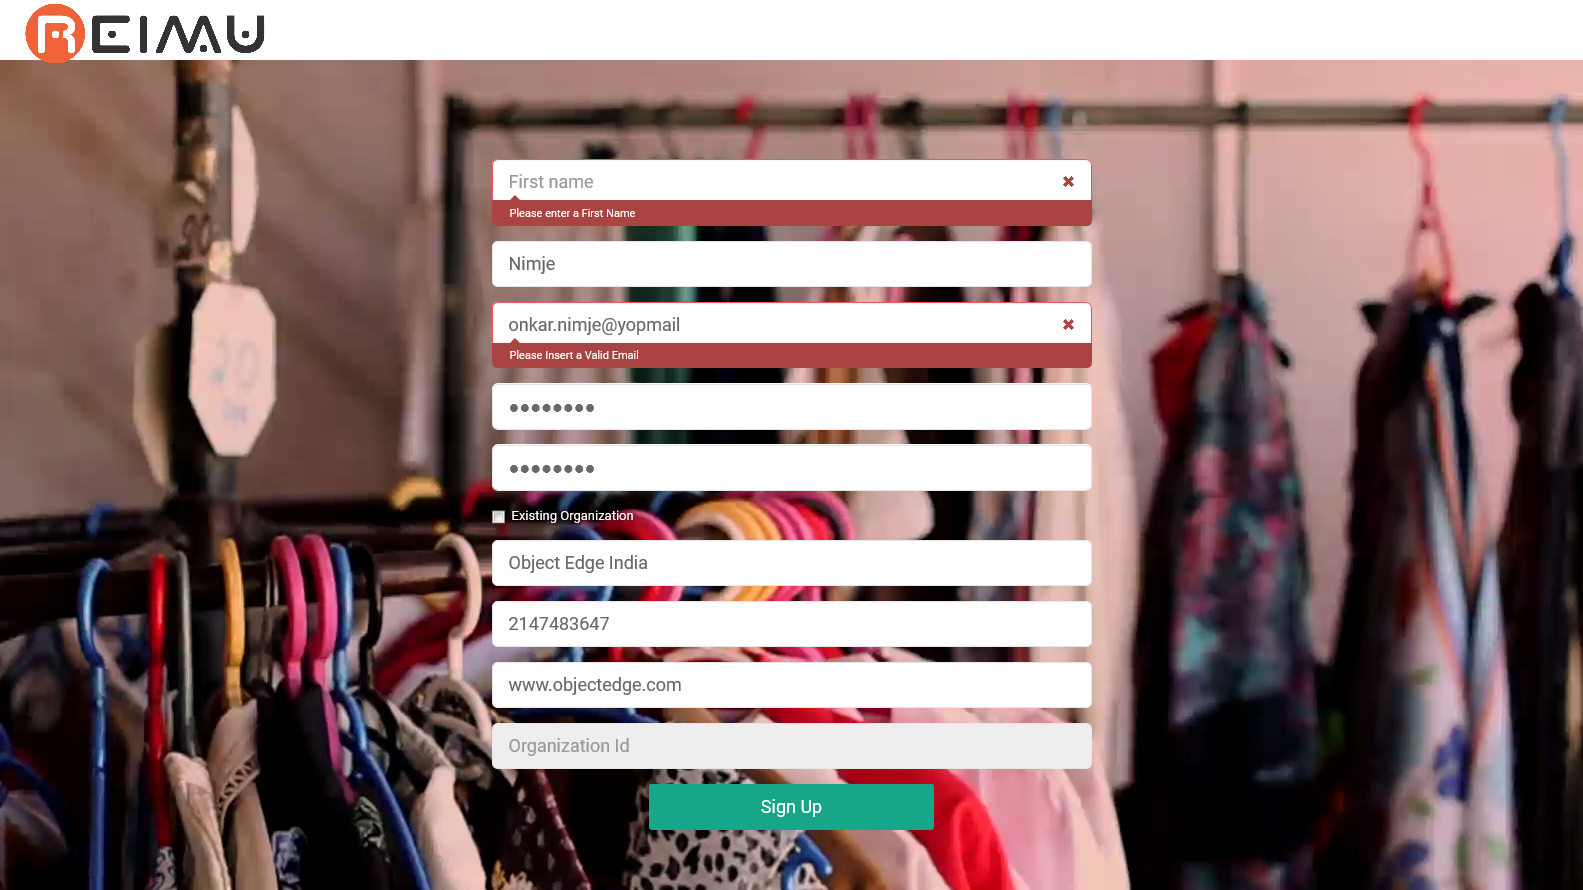 REIMU
First name
Please enter a First Name
Nimje
onkar.nimje@yopmail
Please Insert a Valid Email
●●●●●●●●
●●●●●●●●
Existing Organization
Object Edge India
2147483647
www.objectedge.com
Organization Id
Sign Up